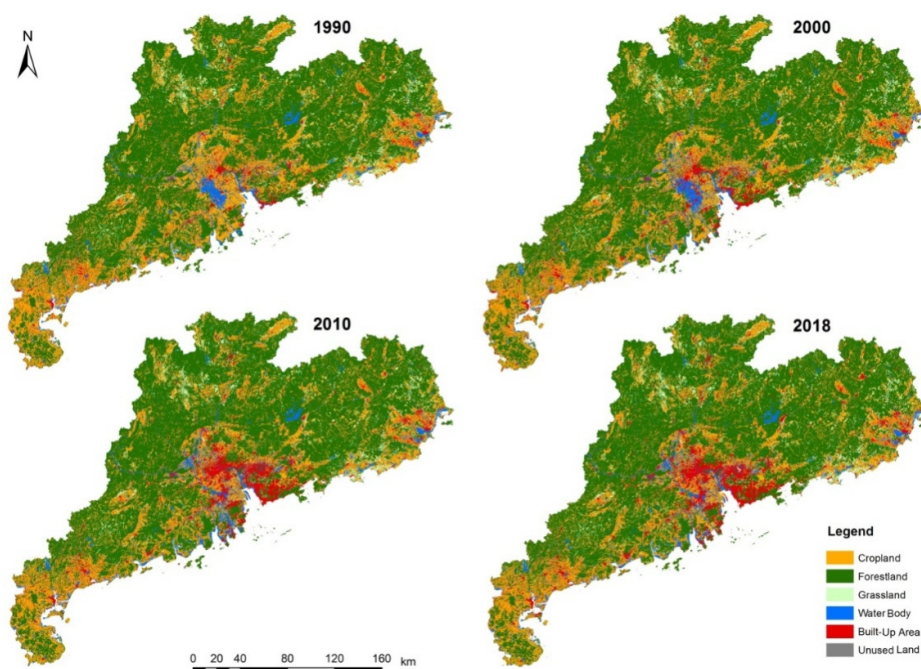 N
1990
2000
2010
2018
Legend
Cropland
Forestland
Grassland
Water Body
Built-Up Area
Unused Land
0 20 40 80 120 160
km